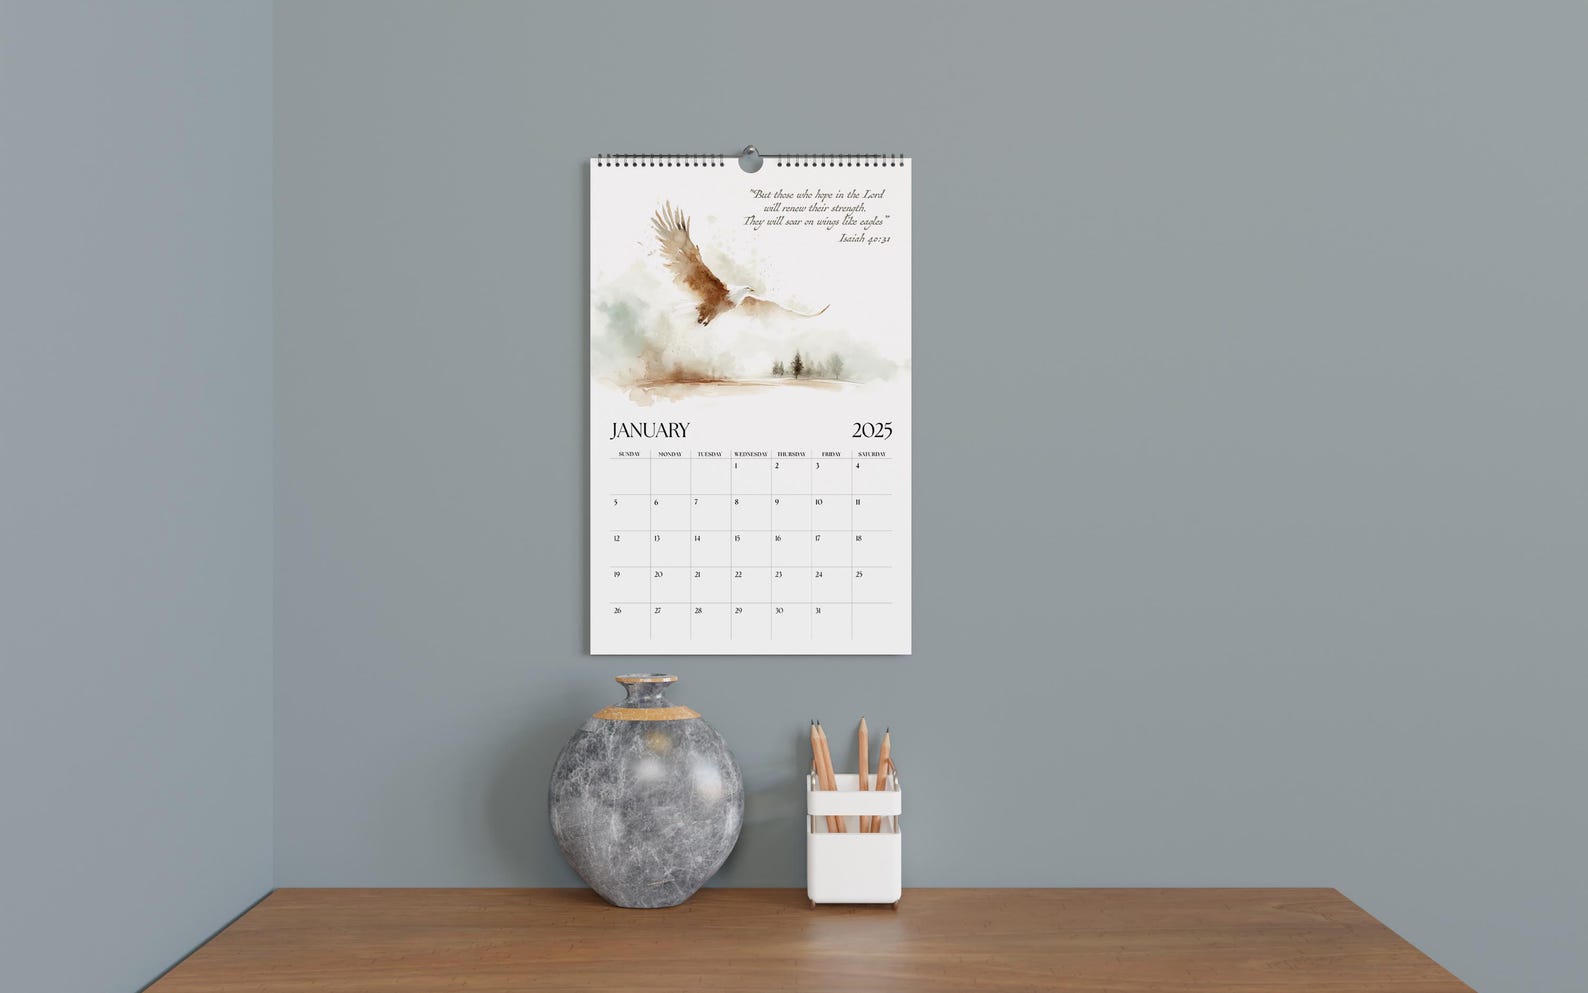 "But those who hope in the Lord
will renew their strength.
They will soar on wings like eagles"
Isaiah 40:31
JANUARY 2025
SUNDAY MONDAY TUESDAY WEDNESDAY THURSDAY FRIDAY SATURDAY
1 2 3 4
5 6 7 8 9 10 11
12 13 14 15 16 17 18
19 20 21 22 23 24 25
26 27 28 29 30 31